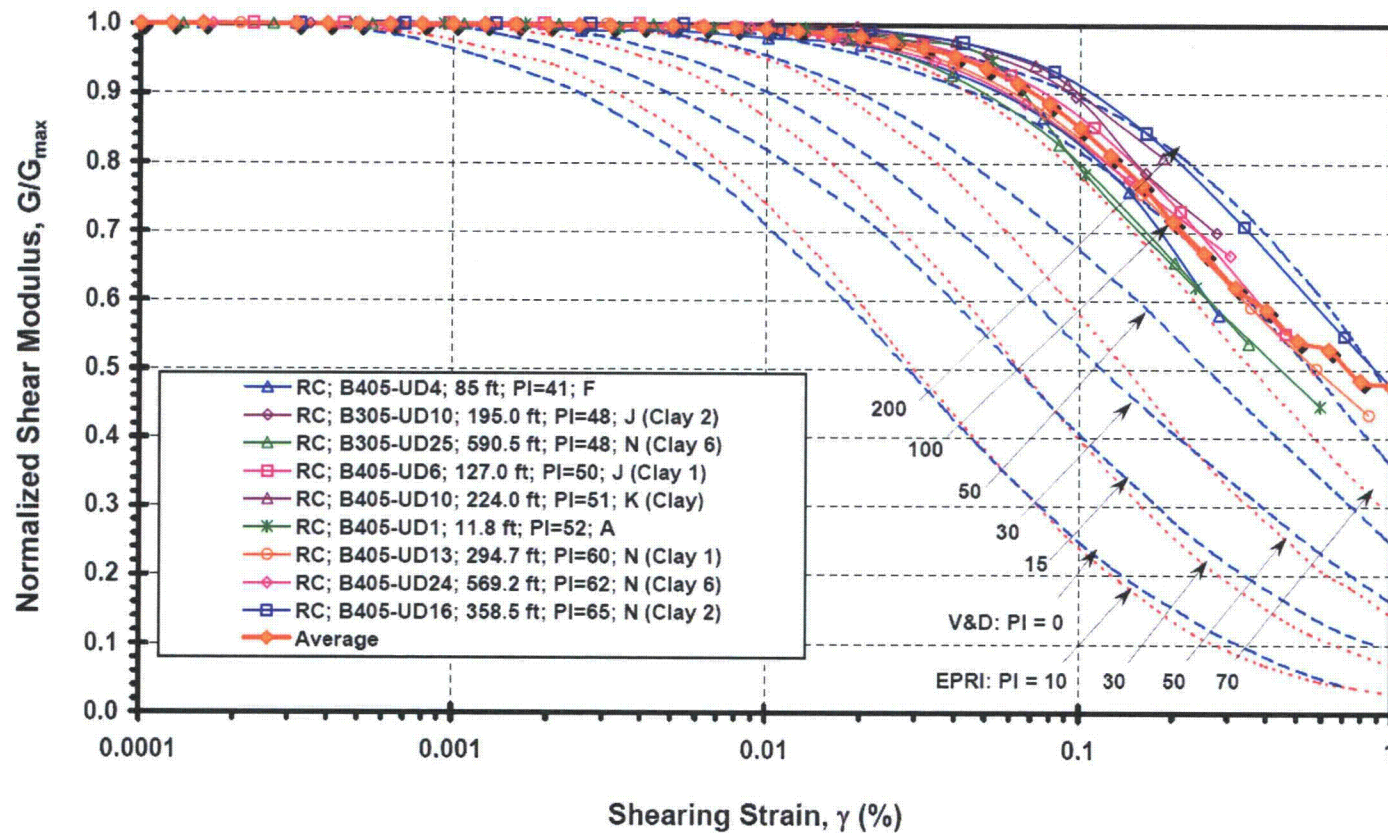 Normalized Shear Modulus, G/Gmax
1.0
0.9
0.8
0.7
0.6
0.5
0.4
0.3
0.2
0.1
0.0
RC; B405-UD4; 85 ft; PI=41; F
RC; B305-UD10; 195.0 ft; PI=48; J (Clay 2)
RC; B305-UD25; 590.5 ft; PI=48; N (Clay 6)
RC; B405-UD6; 127.0 ft; PI=50; J (Clay 1)
RC; B405-UD10; 224.0 ft; PI=51; K (Clay)
RC; B405-UD1; 11.8 ft; PI=52; A
RC; B405-UD13; 294.7 ft; PI=60; N (Clay 1)
RC; B405-UD24; 569.2 ft; PI=62; N (Clay 6)
RC; B405-UD16; 358.5 ft; PI=65; N (Clay 2)
Average
200
100
50
30
15
V&D: PI = 0
EPRI: PI = 10 30 50 70
0.0001 0.001 0.01 0.1 1
Shearing Strain, γ (%)